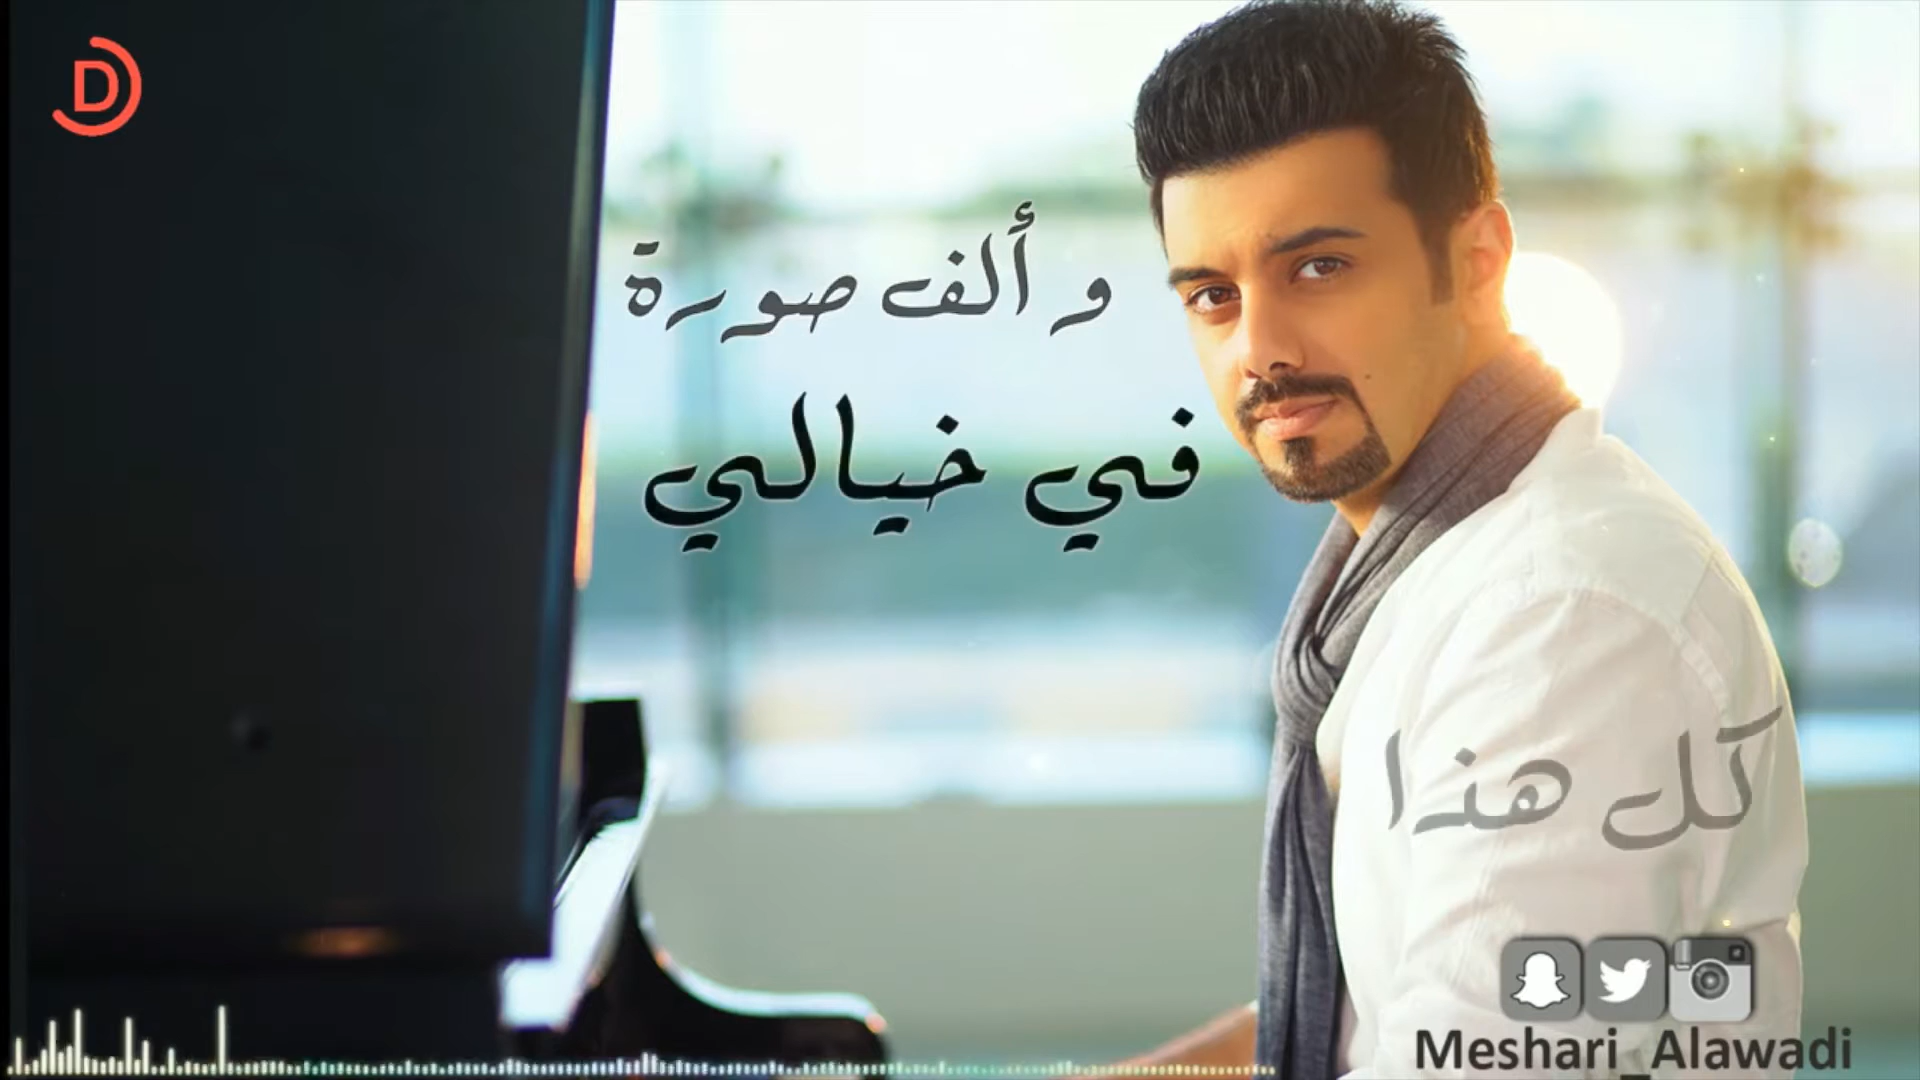 D
و ألف صورة
في خيالي
كل هذا
Meshari_Alawadi